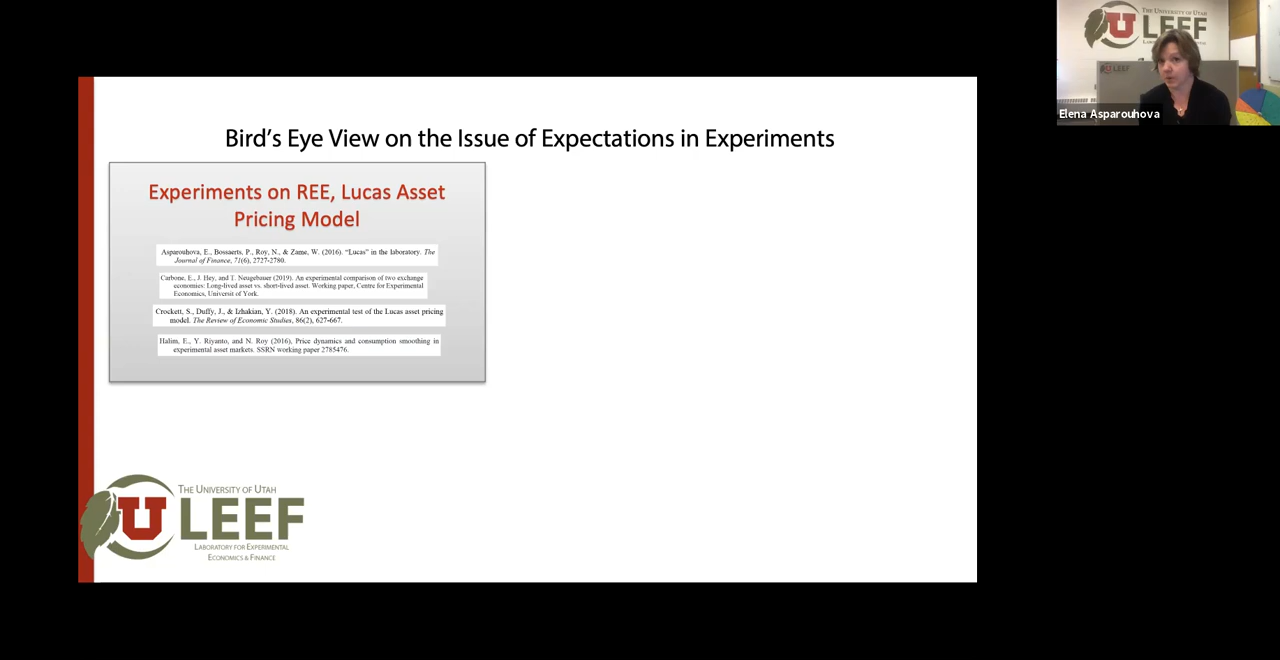 Bird's Eye View on the Issue of Expectations in Experiments
Experiments on REE, Lucas Asset
Pricing Model
Asparouhova, E., Bossaerts, P., Roy, N., & Zame, W. (2016). "Lucas" in the laboratory. The
Journal of Finance, 71(6), 2727-2780.
Carbone, E., J. Hey, and T. Neugebauer (2019). An experimental comparison of two exchange
economies: Long-lived asset vs. short-lived asset. Working paper, Centre for Experimental
Economics, Universit of York.
Crockett, S., Duffy, J., & Izhakian, Y. (2018). An experimental test of the Lucas asset pricing
model. The Review of Economic Studies, 86(2), 627-667.
Halim, E., Y. Riyanto, and N. Roy (2016), Price dynamics and consumption smoothing in
experimental asset markets. SSRN working paper 2785476.
U
THE UNIVERSITY OF UTAH
LEEF
LABORATORY FOR EXPERIMENTAL
ECONOMICS & FINANCE
THE UNIVERSITY OF UTAH
U LEEF
U LEEF
Elena Asparouhova